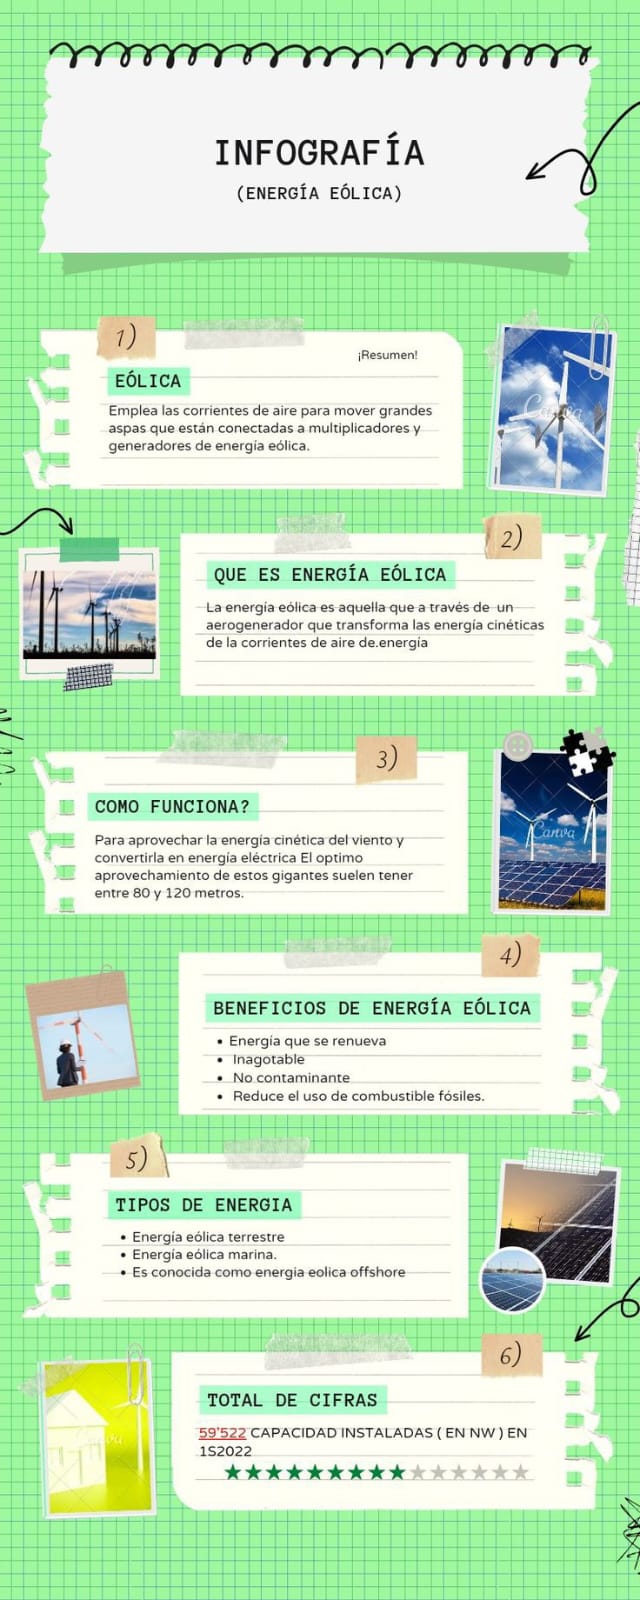 INFOGRAFÍA
(ENERGÍA EÓLICA)
1)
¡Resumen!
EÓLICA
Emplea las corrientes de aire para mover grandes
aspas que están conectadas a multiplicadores y
generadores de energía eólica.
Canva
2)
QUE ES ENERGÍA EÓLICA
La energía eólica es aquella que a través de un
aerogenerador que transforma las energía cinéticas
de la corrientes de aire de.energía
3)
COMO FUNCIONA?
Para aprovechar la energía cinética del viento y
convertirla en energía eléctrica El optimo
aprovechamiento de estos gigantes suelen tener
entre 80 y 120 metros.
Canva
4)
BENEFICIOS DE ENERGÍA EÓLICA
• Energía que se renueva
• Inagotable
• No contaminante
• Reduce el uso de combustible fósiles.
5)
TIPOS DE ENERGIA
• Energía eólica terrestre
• Energía eólica marina.
• Es conocida como energia eolica offshore
6)
TOTAL DE CIFRAS
59'522 CAPACIDAD INSTALADAS ( EN NW ) EN
1S2022
Canva